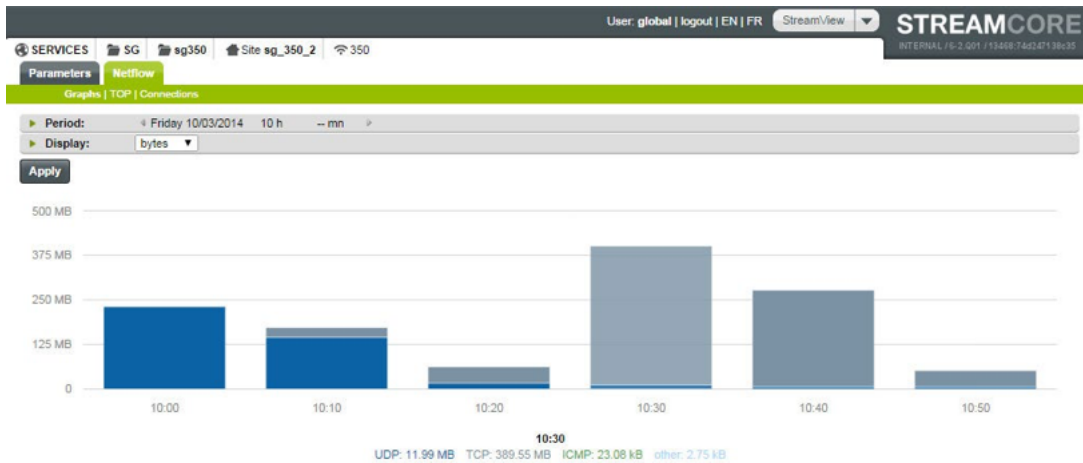 User: global | logout | EN | FR StreamView STREAMCORE
SERVICES SG sg350 Site sg_350_2 350
Parameters Netflow
Graphs | TOP | Connections
Period: Friday 10/03/2014 10 h -- mn
Display: bytes
Apply
500 MB
375 MB
250 MB
125 MB
0
10:00 10:10 10:20 10:30 10:40 10:50
10:30
UDP: 11.99 MB TCP: 389.55 MB ICMP: 23.08 kB other: 2.75 kB